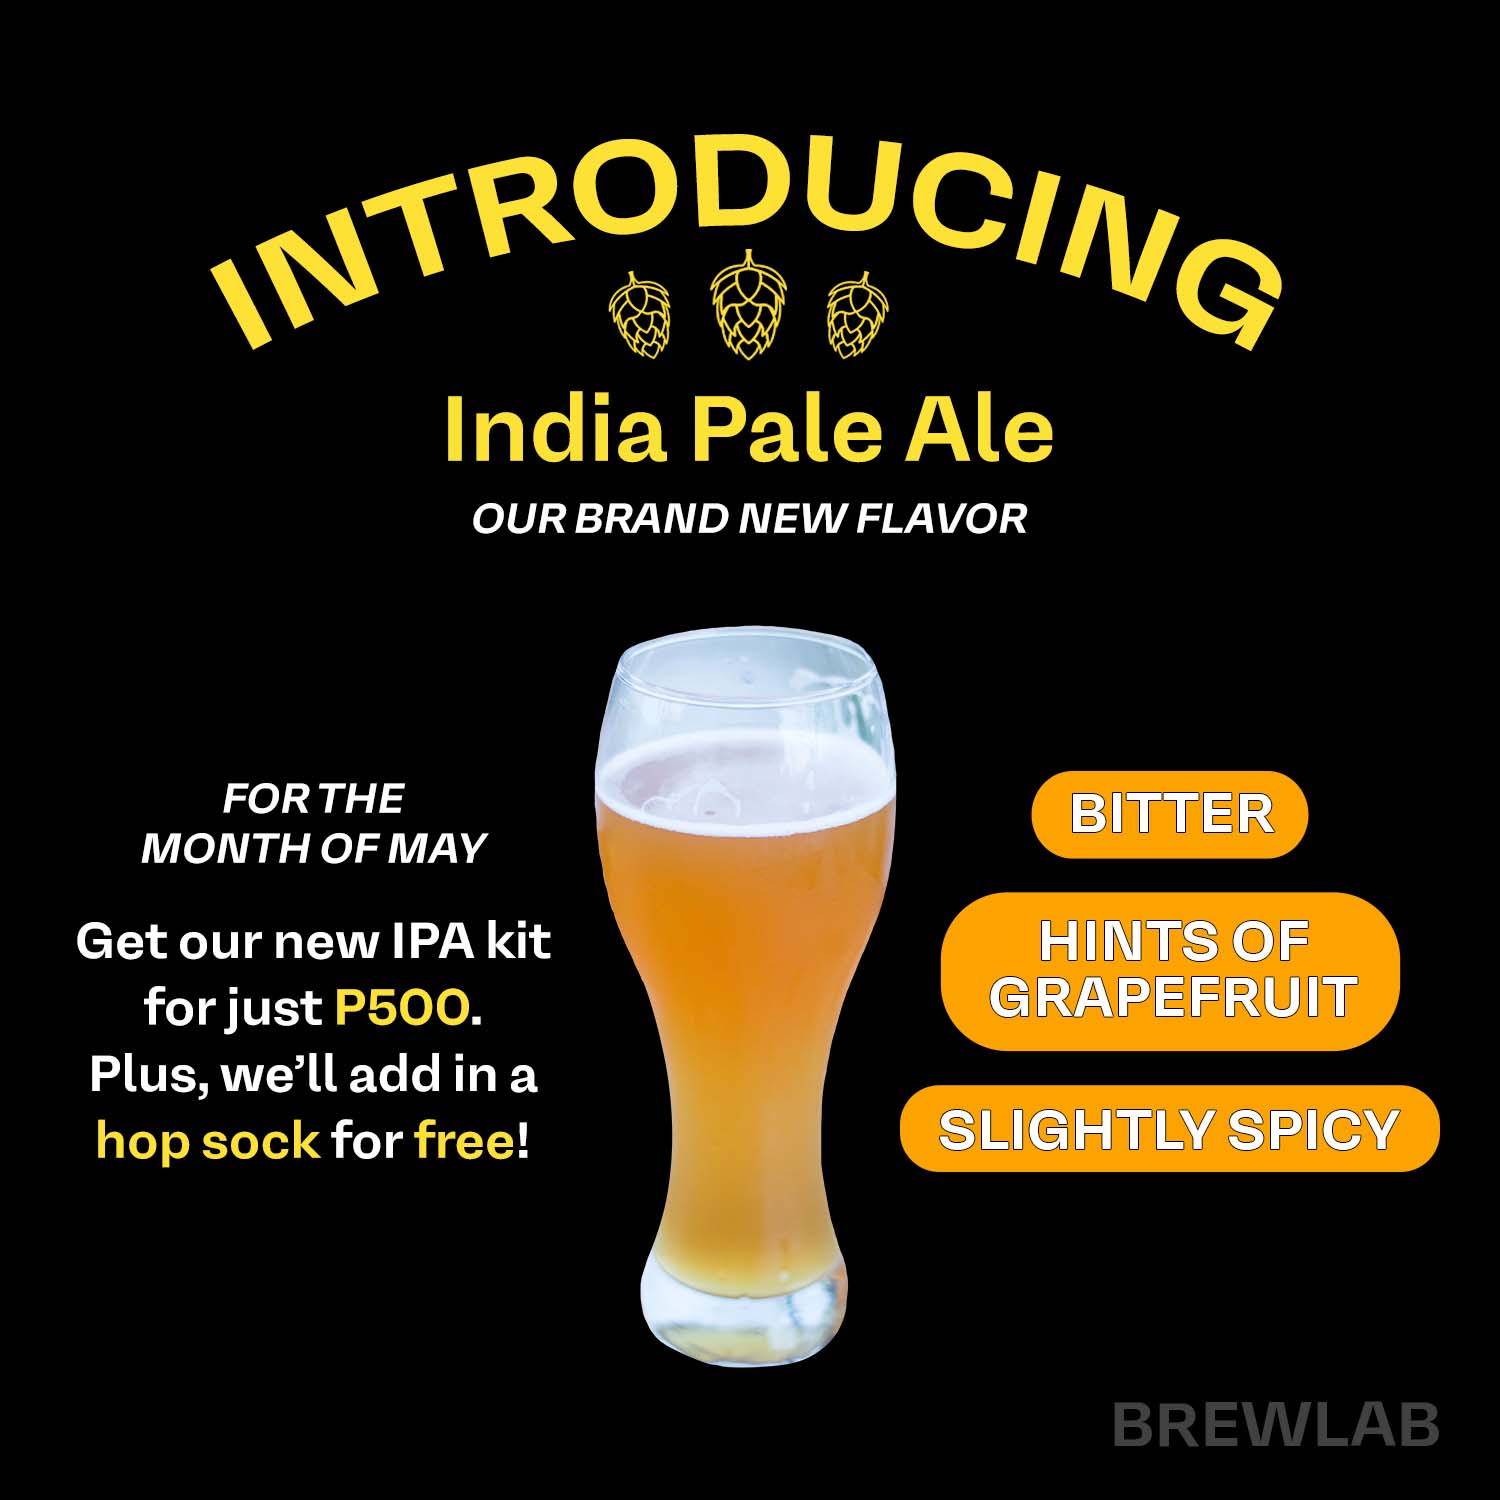 INTRODUCING
India Pale Ale
OUR BRAND NEW FLAVOR
FOR THE
MONTH OF MAY
Get our new IPA kit
for just P500.
Plus, we’ll add in a
hop sock for free!
BITTER
HINTS OF
GRAPEFRUIT
SLIGHTLY SPICY
BREWLAB